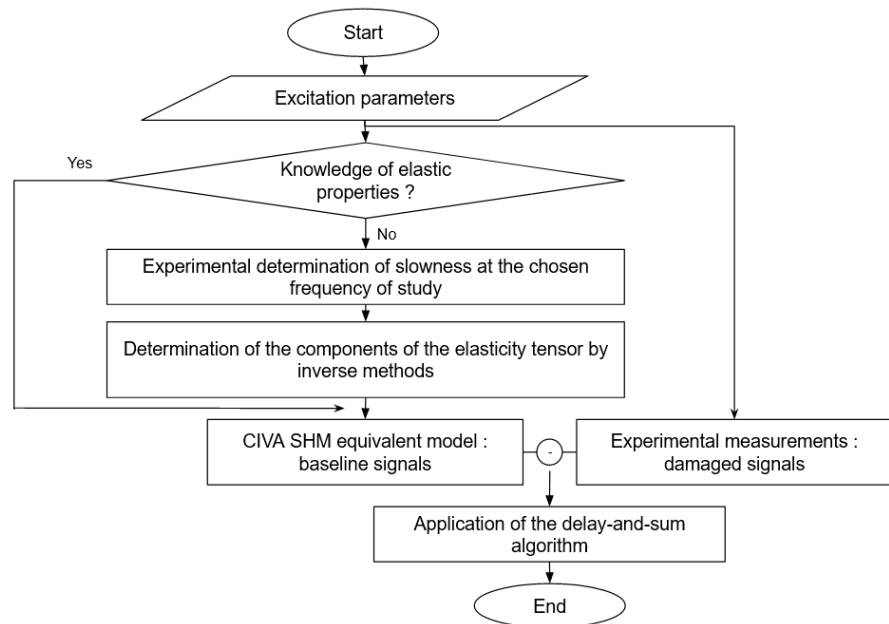 Start
Excitation parameters
Yes
Knowledge of elastic
properties ?
No
Experimental determination of slowness at the chosen
frequency of study
Determination of the components of the elasticity tensor by
inverse methods
CIVA SHM equivalent model :
baseline signals
-
Experimental measurements :
damaged signals
Application of the delay-and-sum
algorithm
End